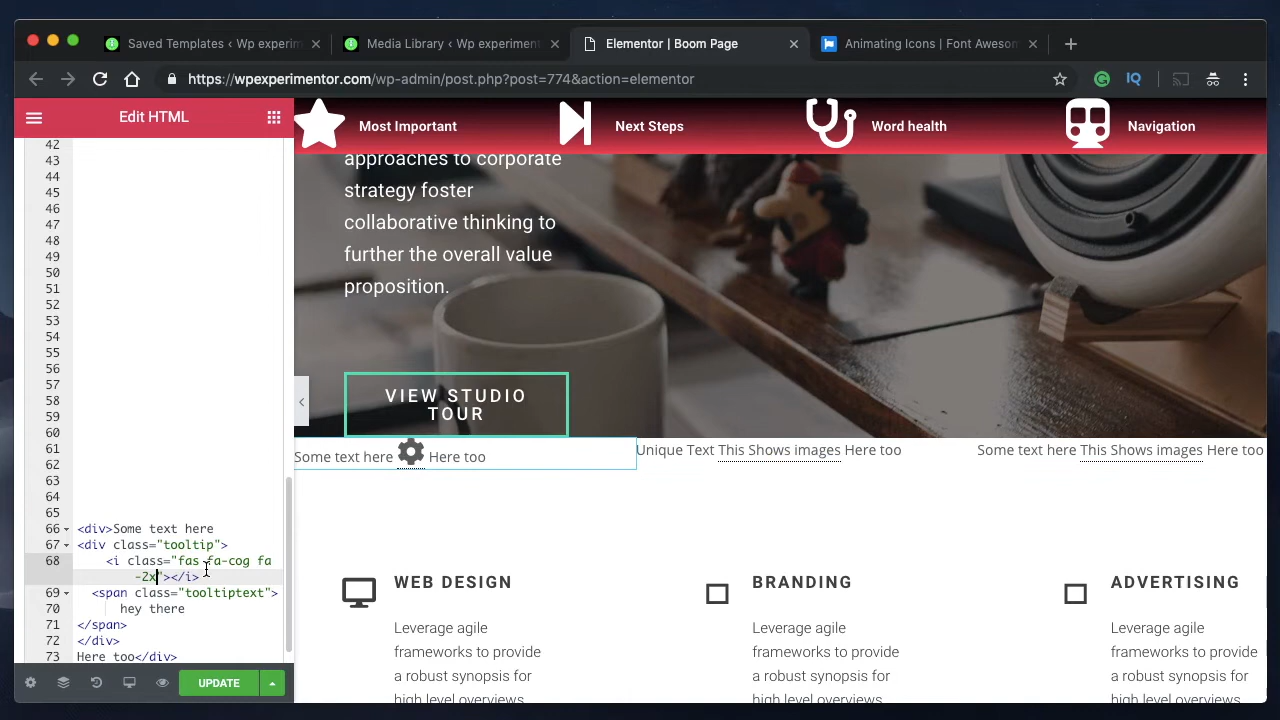 Saved Templates ‹ Wp experim
Media Library ‹ Wp experiment
Elementor | Boom Page
Animating Icons | Font Awesom
https://wpexperimentor.com/wp-admin/post.php?post=774&action=elementor
IQ
Edit HTML
Most Important
Next Steps
Word health
Navigation
42
43
44
45
46
47
48
49
50
51
52
53
54
55
56
57
58
59
60
61
62
63
64
65
66 <div>Some text here
67 <div class="tooltip">
68 <i class="fas fa-cog fa
-2x"></i>
69 <span class="tooltiptext">
70 hey there
71 </span>
72 </div>
73 Here too</div>
UPDATE
approaches to corporate
strategy foster
collaborative thinking to
further the overall value
proposition.
VIEW STUDIO
TOUR
Some text here Here too
Unique Text This Shows images Here too
Some text here This Shows images Here too
WEB DESIGN
Leverage agile
frameworks to provide
a robust synopsis for
high level overviews.
BRANDING
Leverage agile
frameworks to provide
a robust synopsis for
high level overviews.
ADVERTISING
Leverage agile
frameworks to provide
a robust synopsis for
high level overviews.